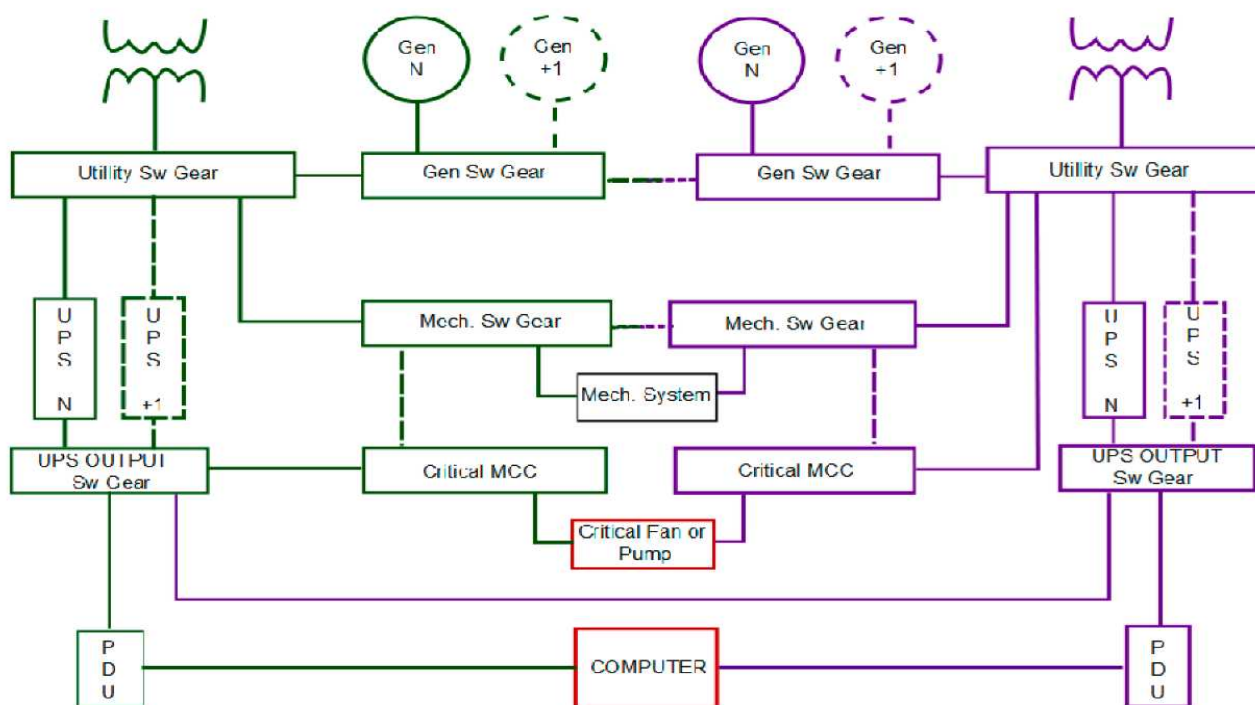 Gen
N
Gen
+1
Gen
N
Gen
+1
Utillity Sw Gear
Gen Sw Gear
Gen Sw Gear
Utillity Sw Gear
U
P
S
N
U
P
S
+1
Mech. Sw Gear
Mech. Sw Gear
U
P
S
N
U
P
S
+1
Mech. System
UPS OUTPUT
Sw Gear
Critical MCC
Critical MCC
UPS OUTPUT
Sw Gear
Critical Fan or
Pump
P
D
U
COMPUTER
P
D
U